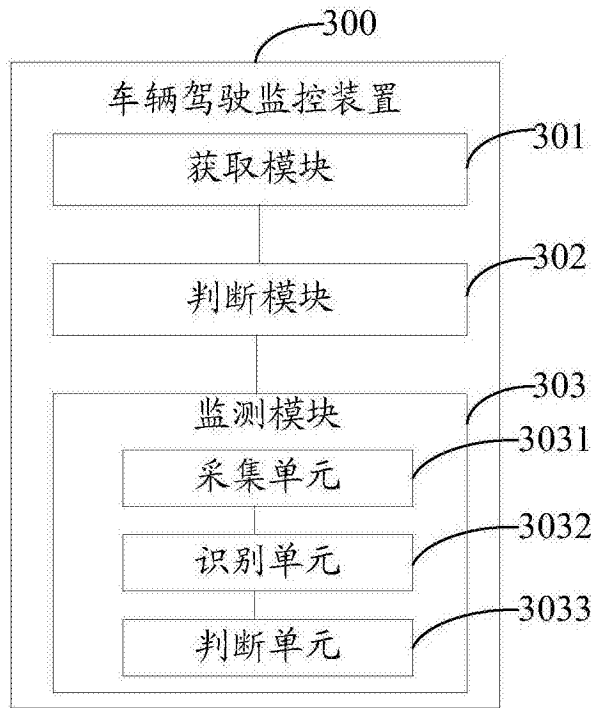 300
车辆驾驶监控装置
301
获取模块
302
判断模块
303
监测模块
3031
采集单元
3032
识别单元
3033
判断单元